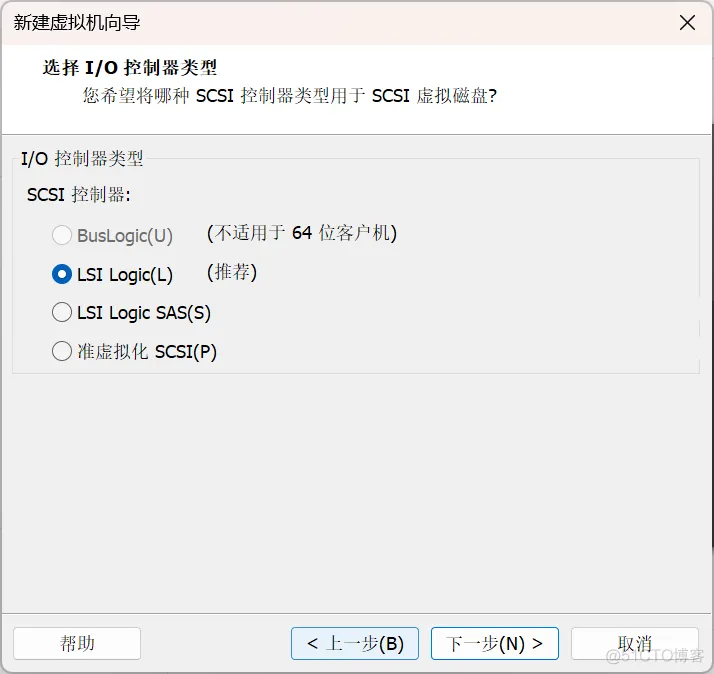 新建虚拟机向导
选择 I/O 控制器类型
您希望将哪种 SCSI 控制器类型用于 SCSI 虚拟磁盘?
I/O 控制器类型
SCSI 控制器:
BusLogic(U) (不适用于 64 位客户机)
LSI Logic(L) (推荐)
LSI Logic SAS(S)
准虚拟化 SCSI(P)
帮助 < 上一步(B) 下一步(N) > 取消
@51CTO博客